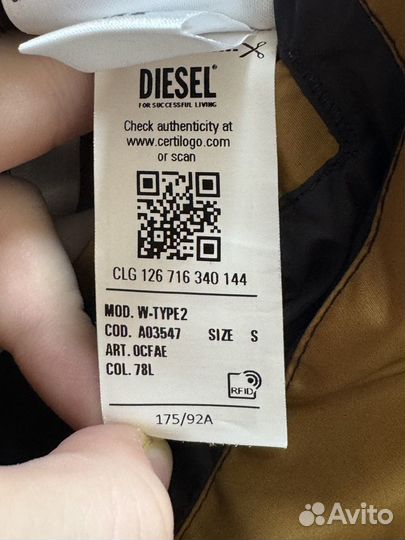 DIESEL
FOR SUCCESSFUL LIVING
Check authenticity at
www.certilogo.com
or scan
CLG 126 716 340 144
MOD. W-TYPE2
COD. A03547 SIZE S
ART. 0CFAE
COL. 78L
RFID
175/92A
Avito